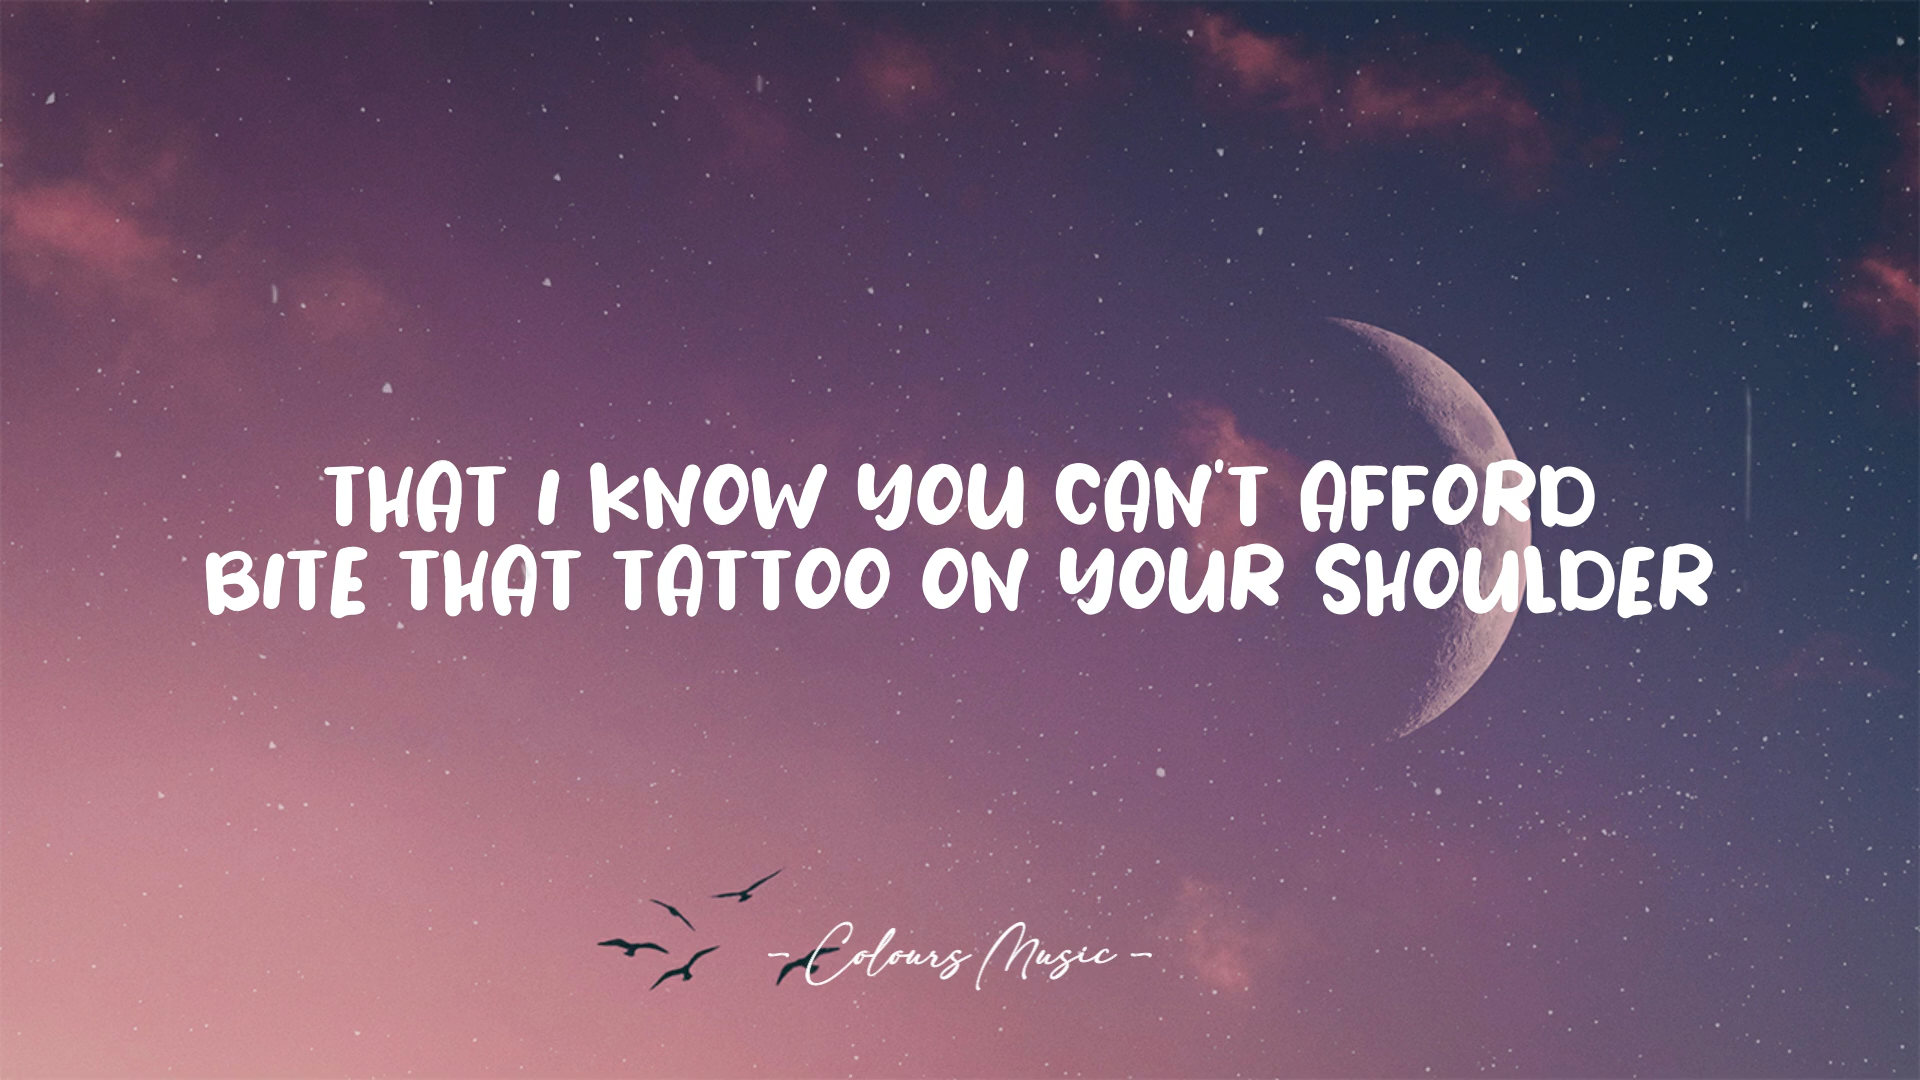 THAT I KNOW YOU CAN'T AFFORD
BITE THAT TATTOO ON YOUR SHOULDER
- Colours Music -